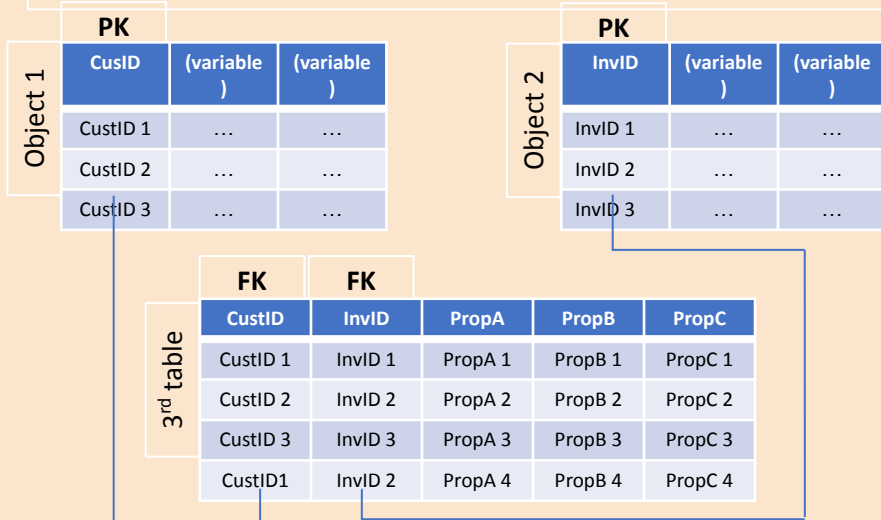 PK
Object 1
CusID (variable) (variable)
CustID 1 … …
CustID 2 … …
CustID 3 … …
PK
Object 2
InvID (variable) (variable)
InvID 1 … …
InvID 2 … …
InvID 3 … …
FK FK
3rd table
CustID InvID PropA PropB PropC
CustID 1 InvID 1 PropA 1 PropB 1 PropC 1
CustID 2 InvID 2 PropA 2 PropB 2 PropC 2
CustID 3 InvID 3 PropA 3 PropB 3 PropC 3
CustID1 InvID 2 PropA 4 PropB 4 PropC 4